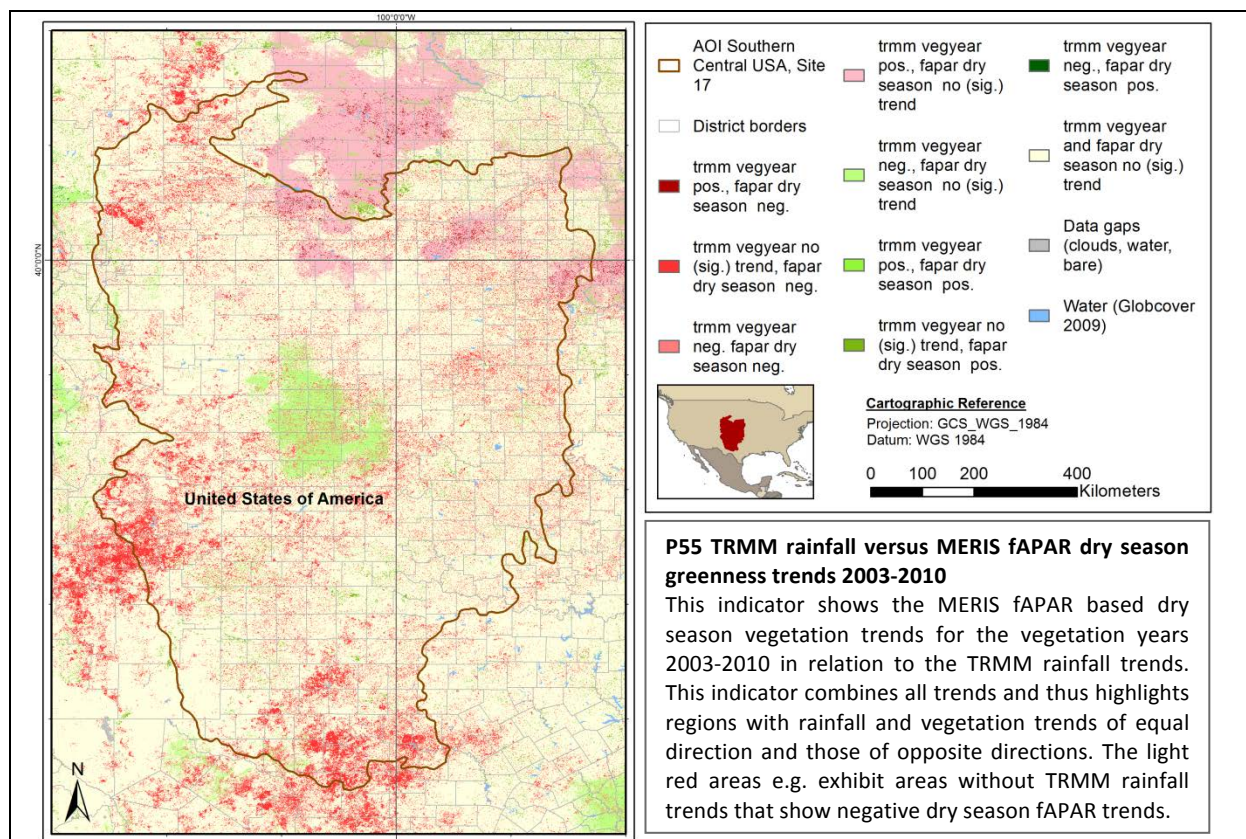 100°0'0"W
40°0'0"N
United States of America
N
AOI Southern
Central USA, Site
17
District borders
trmm vegyear
pos., fapar dry
season neg.
trmm vegyear no
(sig.) trend, fapar
dry season neg.
trmm vegyear
neg. fapar dry
season neg.
trmm vegyear
pos., fapar dry
season no (sig.)
trend
trmm vegyear
neg., fapar dry
season no (sig.)
trend
trmm vegyear
pos., fapar dry
season pos.
trmm vegyear no
(sig.) trend, fapar
dry season pos.
trmm vegyear
neg., fapar dry
season pos.
trmm vegyear
and fapar dry
season no (sig.)
trend
Data gaps
(clouds, water,
bare)
Water (Globcover
2009)
Cartographic Reference
Projection: GCS_WGS_1984
Datum: WGS 1984
0 100 200 400
Kilometers
P55 TRMM rainfall versus MERIS fAPAR dry season
greenness trends 2003-2010
This indicator shows the MERIS fAPAR based dry
season vegetation trends for the vegetation years
2003-2010 in relation to the TRMM rainfall trends.
This indicator combines all trends and thus highlights
regions with rainfall and vegetation trends of equal
direction and those of opposite directions. The light
red areas e.g. exhibit areas without TRMM rainfall
trends that show negative dry season fAPAR trends.